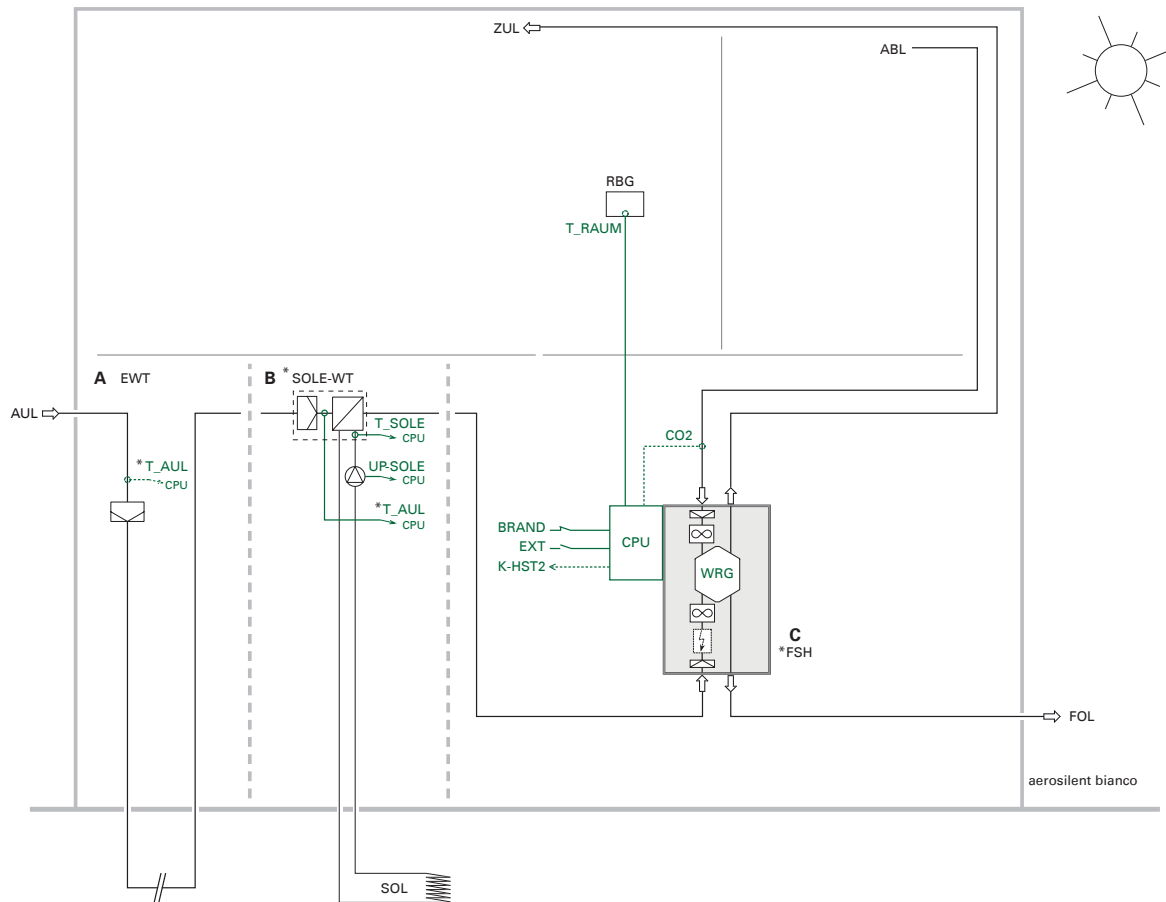 ZUL
ABL
RBG
T_RAUM
A EWT
B * SOLE-WT
AUL
T_SOLE
CPU
CO2
*T_AUL
CPU
UP-SOLE
CPU
*T_AUL
CPU
BRAND
EXT
K-HST2
CPU
WRG
C
*FSH
FOL
aerosilent bianco
SOL